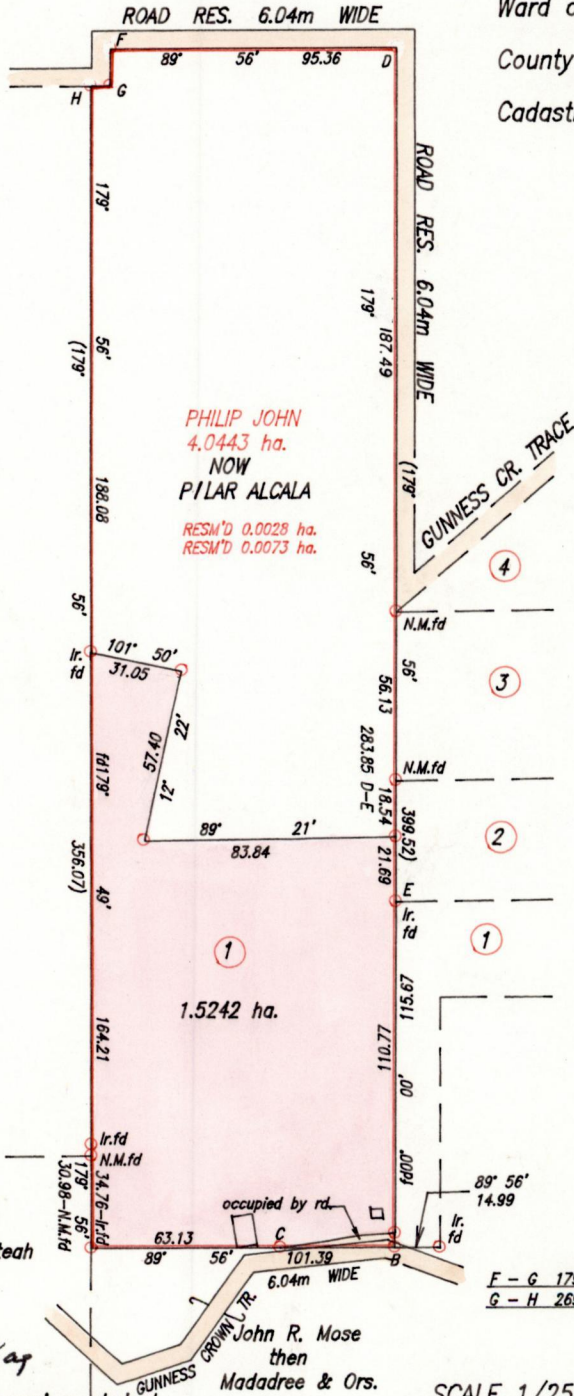 ROAD RES. 6.04m WIDE
Ward
County
F
89° 56' 95.36
D
H
G
ROAD RES. 6.04m WIDE
179°
179°
187.49
56'
(179°
(179°
PHILIP JOHN
4.0443 ha.
NOW
PILAR ALCALA
GUNNESS CR. TRACE
188.08
RESM'D 0.0028 ha.
RESM'D 0.0073 ha.
56'
4
56'
N.M.fd
Ir.
fd
101° 50'
31.05
56'
3
56.13
22'
57.40
12'
fd179°
283.85 D-E
N.M.fd
18.54
399.52)
89° 21'
83.84
2
21.69
356.07)
49'
E
Ir.
fd
1
1
1.5242 ha.
115.67
110.77
164.21
00'
Ir.fd
N.M.fd
179°
56'
30.98-N.M.fd
34.76-Ir.fd
occupied by rd.
89° 56'
14.99
Ir.
fd
63.13
C
89° 56' 101.39
B
6.04m WIDE
F - G
G - H
GUNNESS CROWN TR.
John R. Mose
then
Madadree & Ors.
SCALE